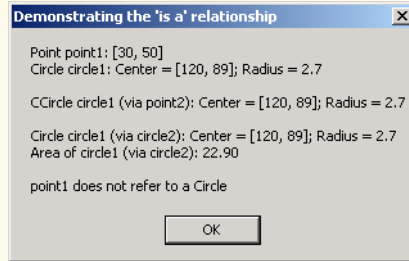 Demonstrating the 'is a' relationship
Point point1: [30, 50]
Circle circle1: Center = [120, 89]; Radius = 2.7
CCircle circle1 (via point2): Center = [120, 89]; Radius = 2.7
Circle circle1 (via circle2): Center = [120, 89]; Radius = 2.7
Area of circle1 (via circle2): 22.90
point1 does not refer to a Circle
OK